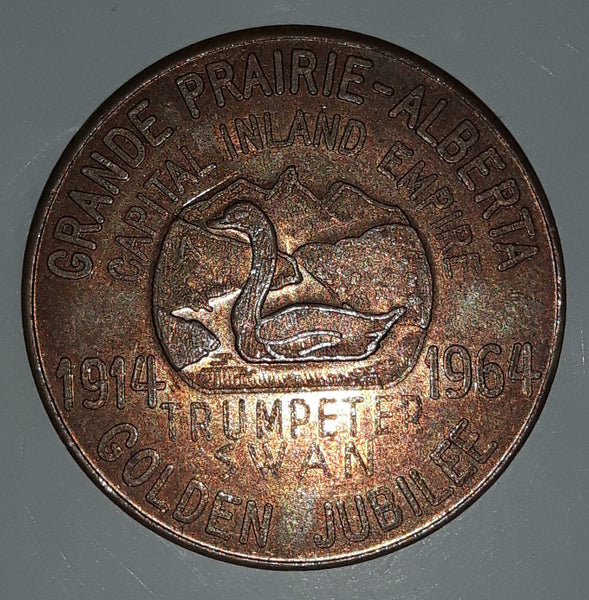 GRANDE PRAIRIE-ALBERTA
CAPITAL INLAND EMPIRE
1914 1964
TRUMPETER
SWAN
GOLDEN JUBILEE